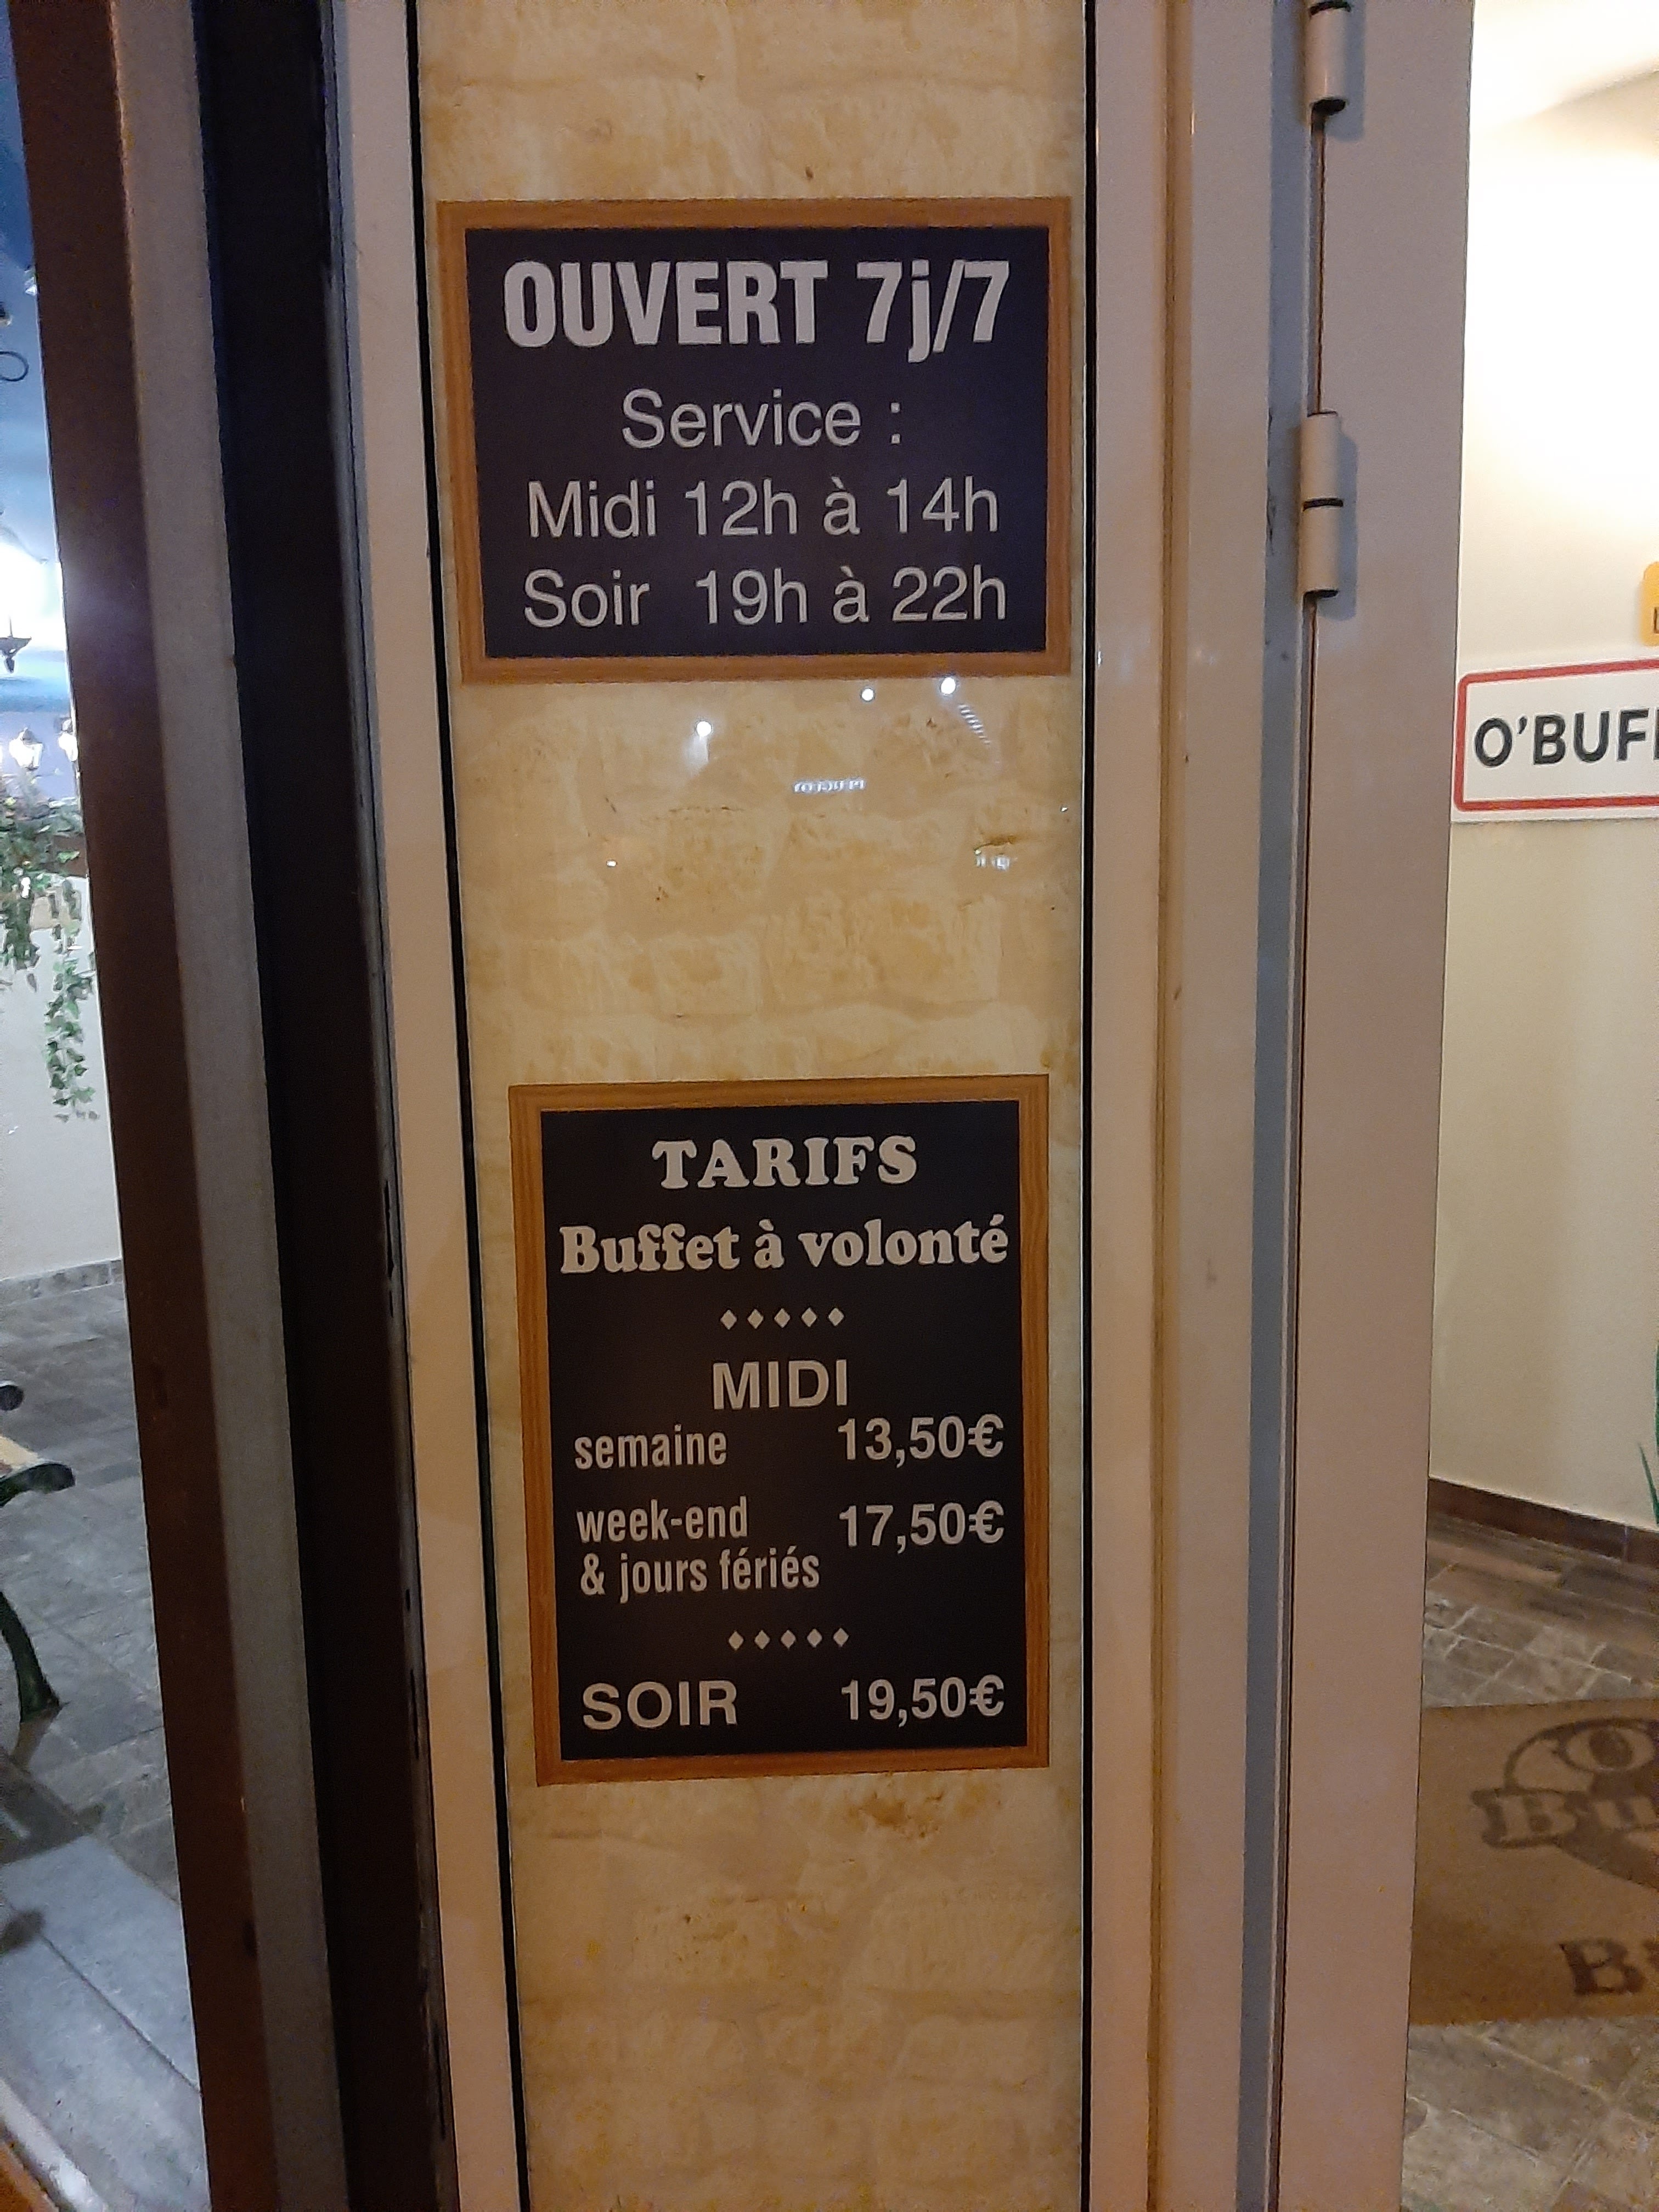 OUVERT 7j/7
Service :
Midi 12h à 14h
Soir 19h à 22h
O'BUF
TARIFS
Buffet à volonté
MIDI
semaine 13,50€
week-end 17,50€
& jours fériés
SOIR 19,50€